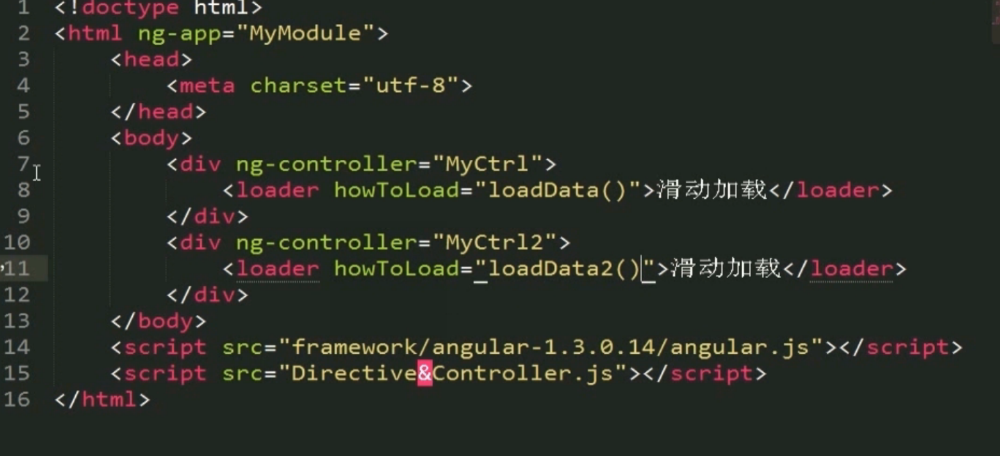 1 <!doctype html>
2 <html ng-app="MyModule">
3 <head>
4 <meta charset="utf-8">
5 </head>
6 <body>
7 <div ng-controller="MyCtrl">
8 <loader howToLoad="loadData()">滑动加载</loader>
9 </div>
10 <div ng-controller="MyCtrl2">
11 <loader howToLoad="loadData2()">滑动加载</loader>
12 </div>
13 </body>
14 <script src="framework/angular-1.3.0.14/angular.js"></script>
15 <script src="Directive&Controller.js"></script>
16 </html>